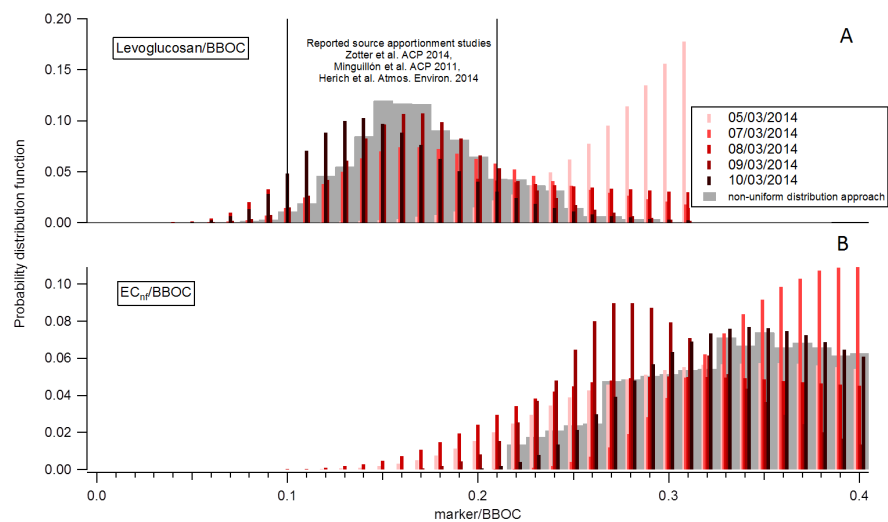 0.20
A
Levoglucosan/BBOC
Reported source apportionment studies
Zotter et al. ACP 2014,
Minguillón et al. ACP 2011,
Herich et al. Atmos. Environ. 2014
0.15
0.10
0.05
0.00
05/03/2014
07/03/2014
08/03/2014
09/03/2014
10/03/2014
non-uniform distribution approach
Probability distribution function
B
ECnf/BBOC
0.10
0.08
0.06
0.04
0.02
0.00
0.0 0.1 0.2 0.3 0.4
marker/BBOC